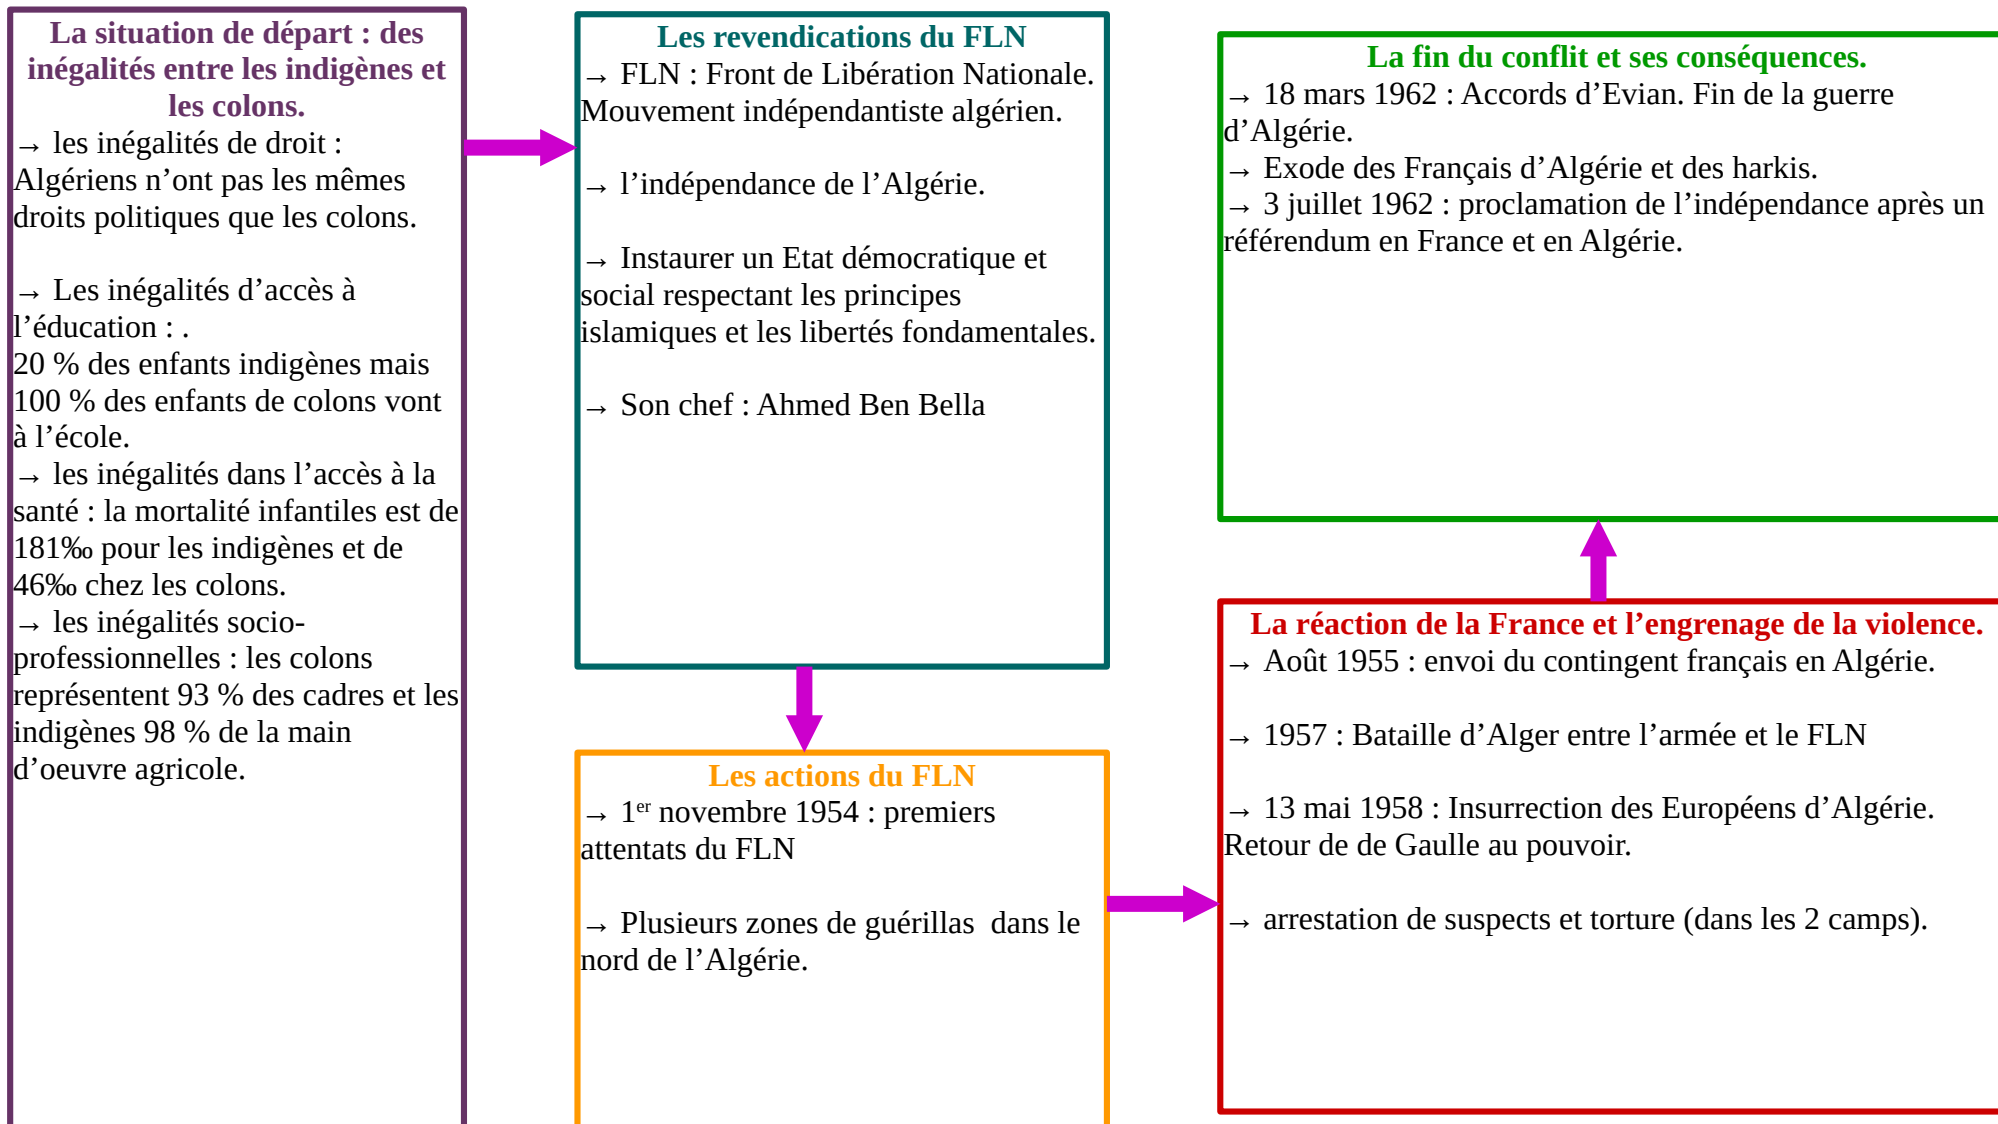 La situation de départ : des
inégalités entre les indigènes et
les colons.
→ les inégalités de droit :
Algériens n’ont pas les mêmes
droits politiques que les colons.
→ Les inégalités d’accès à
l’éducation : .
20 % des enfants indigènes mais
100 % des enfants de colons vont
à l’école.
→ les inégalités dans l’accès à la
santé : la mortalité infantiles est de
181‰ pour les indigènes et de
46‰ chez les colons.
→ les inégalités socio-
professionnelles : les colons
représentent 93 % des cadres et les
indigènes 98 % de la main
d’oeuvre agricole.
Les revendications du FLN
→ FLN : Front de Libération Nationale.
Mouvement indépendantiste algérien.
→ l’indépendance de l’Algérie.
→ Instaurer un Etat démocratique et
social respectant les principes
islamiques et les libertés fondamentales.
→ Son chef : Ahmed Ben Bella
Les actions du FLN
→ 1er novembre 1954 : premiers
attentats du FLN
→ Plusieurs zones de guérillas  dans le
nord de l’Algérie.
La réaction de la France et l’engrenage de la violence.
→ Août 1955 : envoi du contingent français en Algérie.
→ 1957 : Bataille d’Alger entre l’armée et le FLN
→ 13 mai 1958 : Insurrection des Européens d’Algérie.
Retour de de Gaulle au pouvoir.
→ arrestation de suspects et torture (dans les 2 camps).
La fin du conflit et ses conséquences.
→ 18 mars 1962 : Accords d’Evian. Fin de la guerre
d’Algérie.
→ Exode des Français d’Algérie et des harkis.
→ 3 juillet 1962 : proclamation de l’indépendance après un
référendum en France et en Algérie.